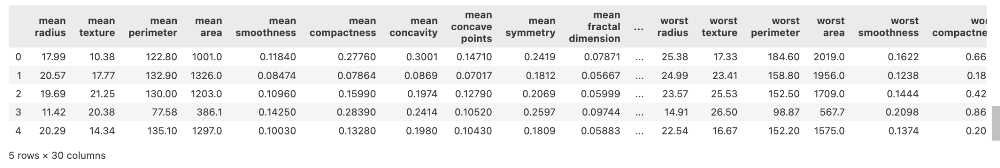 mean radius mean texture mean perimeter mean area mean smoothness mean compactness mean concavity mean concave points mean symmetry mean fractal dimension ... worst radius worst texture worst perimeter worst area worst smoothness wor compactne
0 17.99 10.38 122.80 1001.0 0.11840 0.27760 0.3001 0.14710 0.2419 0.07871 ... 25.38 17.33 184.60 2019.0 0.1622 0.66
1 20.57 17.77 132.90 1326.0 0.08474 0.07864 0.0869 0.07017 0.1812 0.05667 ... 24.99 23.41 158.80 1956.0 0.1238 0.18
2 19.69 21.25 130.00 1203.0 0.10960 0.15990 0.1974 0.12790 0.2069 0.05999 ... 23.57 25.53 152.50 1709.0 0.1444 0.42
3 11.42 20.38 77.58 386.1 0.14250 0.28390 0.2414 0.10520 0.2597 0.09744 ... 14.91 26.50 98.87 567.7 0.2098 0.86
4 20.29 14.34 135.10 1297.0 0.10030 0.13280 0.1980 0.10430 0.1809 0.05883 ... 22.54 16.67 152.20 1575.0 0.1374 0.20
5 rows × 30 columns